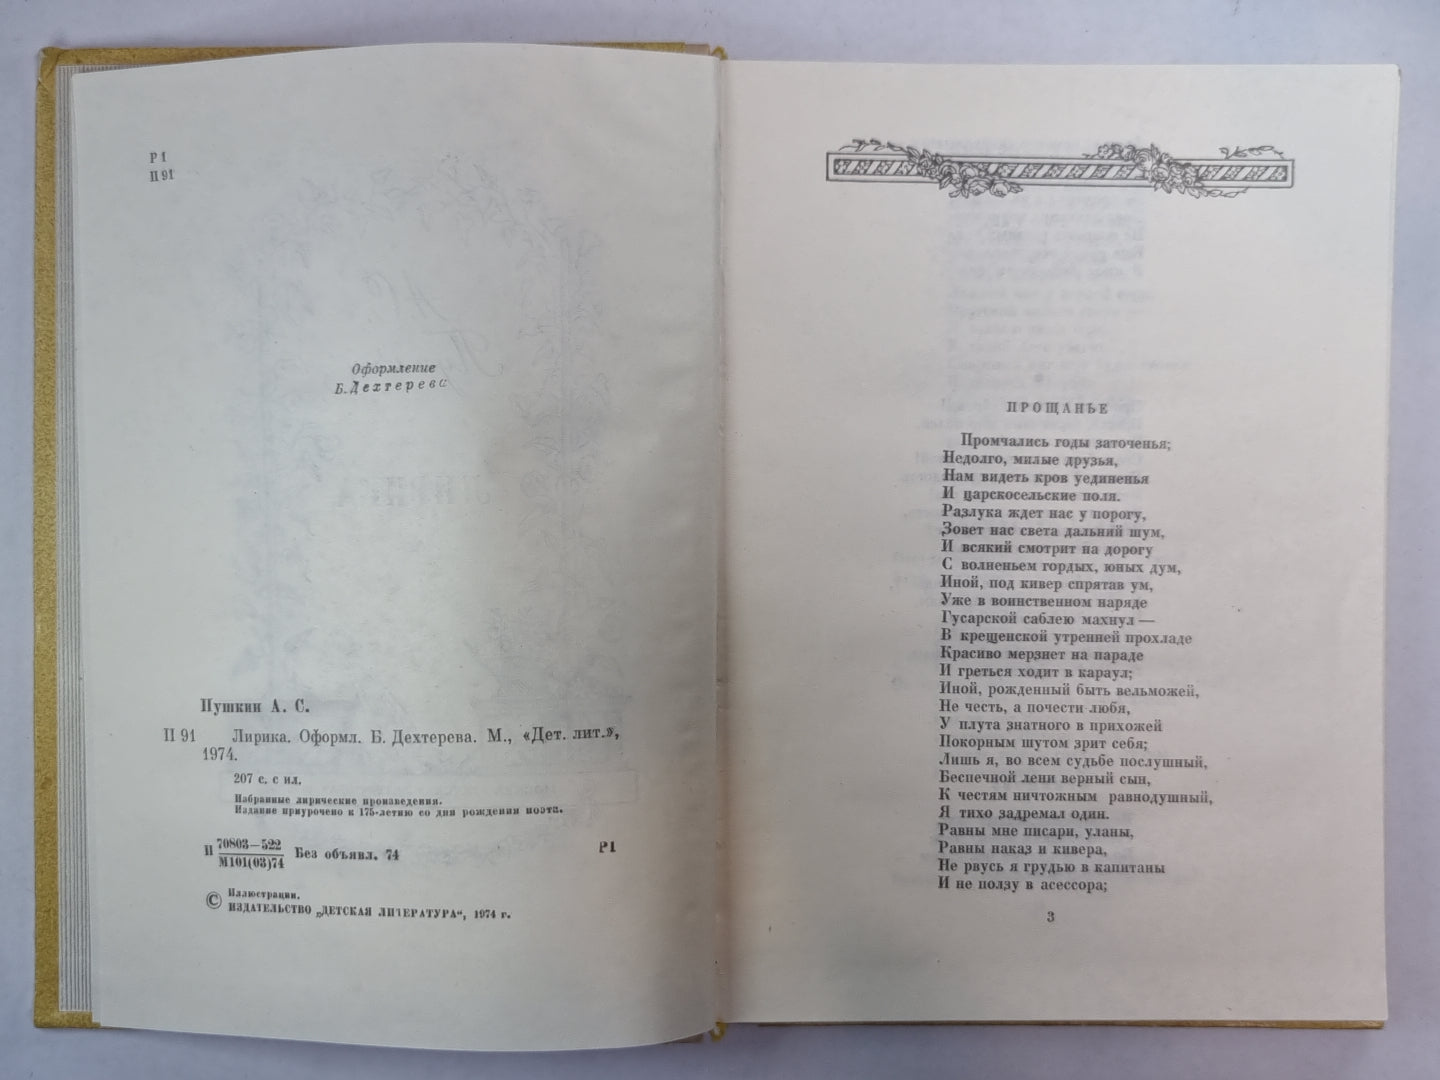 Р1
П 91
Оформление
Б. Дехтерева
Пушкин А. С.
П 91 Лирика. Оформл. Б. Дехтерева. М., «Дет. лит.»,
1974.
207 с. с ил.
Избранные лирические произведения.
Издание приурочено к 175-летию со дня рождения поэта.
П 70803—522
М101(03)74 Без объявл. 74 Р1
© Иллюстрации.
ИЗДАТЕЛЬСТВО „ДЕТСКАЯ ЛИТЕРАТУРА“, 1974 г.
ПРОЩАНЬЕ
Промчались годы заточенья;
Недолго, милые друзья,
Нам видеть кров уединенья
И царскосельские поля.
Разлука ждет нас у порогу,
Зовет нас света дальний шум,
И всякий смотрит на дорогу
С волненьем гордых, юных дум,
Иной, под кивер спрятав ум,
Уже в воинственном наряде
Гусарской саблею махнул —
В крещенской утренней прохладе
Красиво мерзнет на параде
И греться ходит в караул;
Иной, рожденный быть вельможей,
Не честь, а почести любя,
У плута знатного в прихожей
Покорным шутом зрит себя;
Лишь я, во всем судьбе послушный,
Беспечной лени верный сын,
К честям ничтожным равнодушный,
Я тихо задремал один.
Равны мне писари, уланы,
Равны наказ и кивера,
Не рвусь я грудью в капитаны
И не ползу в асессора;
3